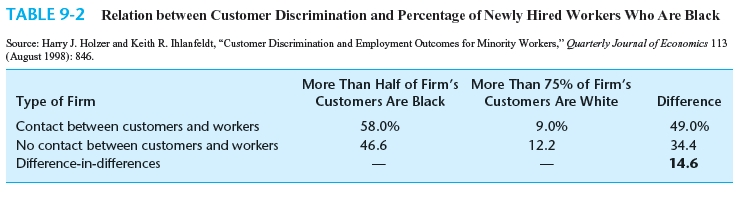 TABLE 9-2 Relation between Customer Discrimination and Percentage of Newly Hired Workers Who Are Black
Source: Harry J. Holzer and Keith R. Ihlanfeldt, “Customer Discrimination and Employment Outcomes for Minority Workers,” Quarterly Journal of Economics 113
(August 1998): 846.
More Than Half of Firm’s More Than 75% of Firm’s
Type of Firm Customers Are Black Customers Are White Difference
Contact between customers and workers 58.0% 9.0% 49.0%
No contact between customers and workers 46.6 12.2 34.4
Difference-in-differences — — 14.6